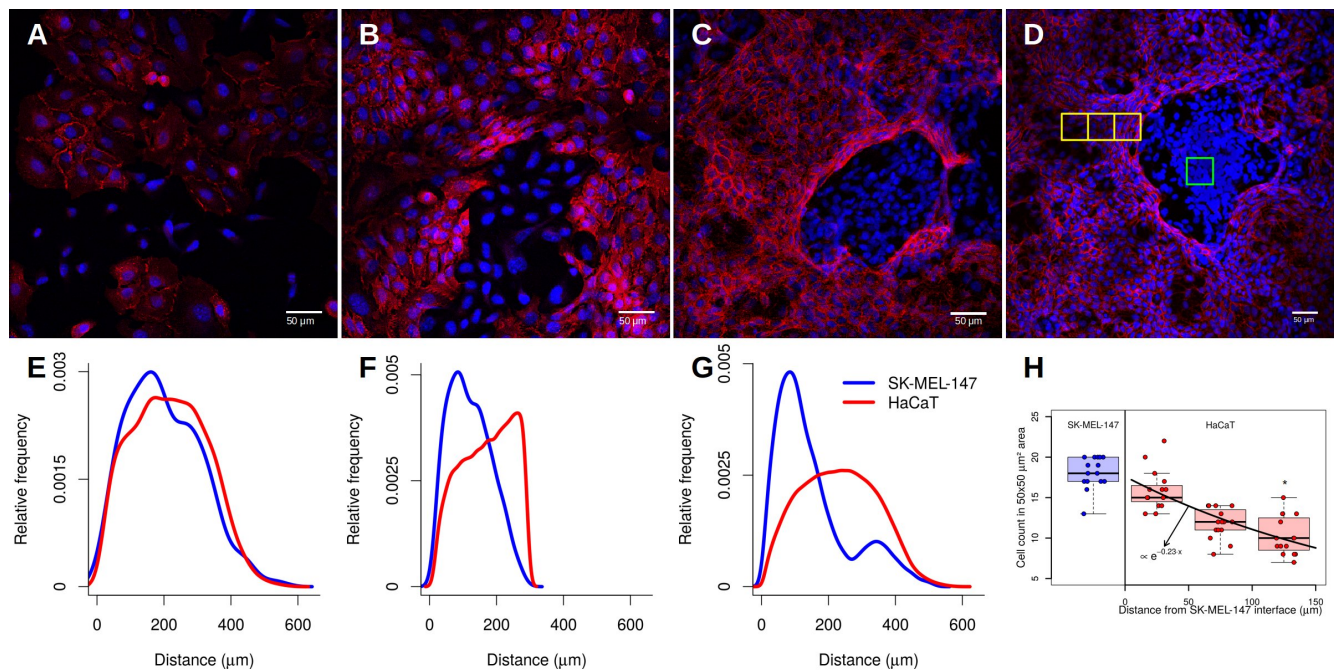 A
B
C
D
50 µm
50 µm
50 µm
50 µm
E
Relative frequency
0.003
0.0015
0
0 200 400 600
Distance (µm)
F
Relative frequency
0.005
0.0025
0
0 200 400 600
Distance (µm)
G
Relative frequency
0.005
0.0025
0
SK-MEL-147
HaCaT
0 200 400 600
Distance (µm)
H
Cell count in 50x50 µm² area
25
20
15
10
5
SK-MEL-147
HaCaT
*
∝ e^−0.23·x
0 50 100 150
Distance from SK-MEL-147 interface (µm)